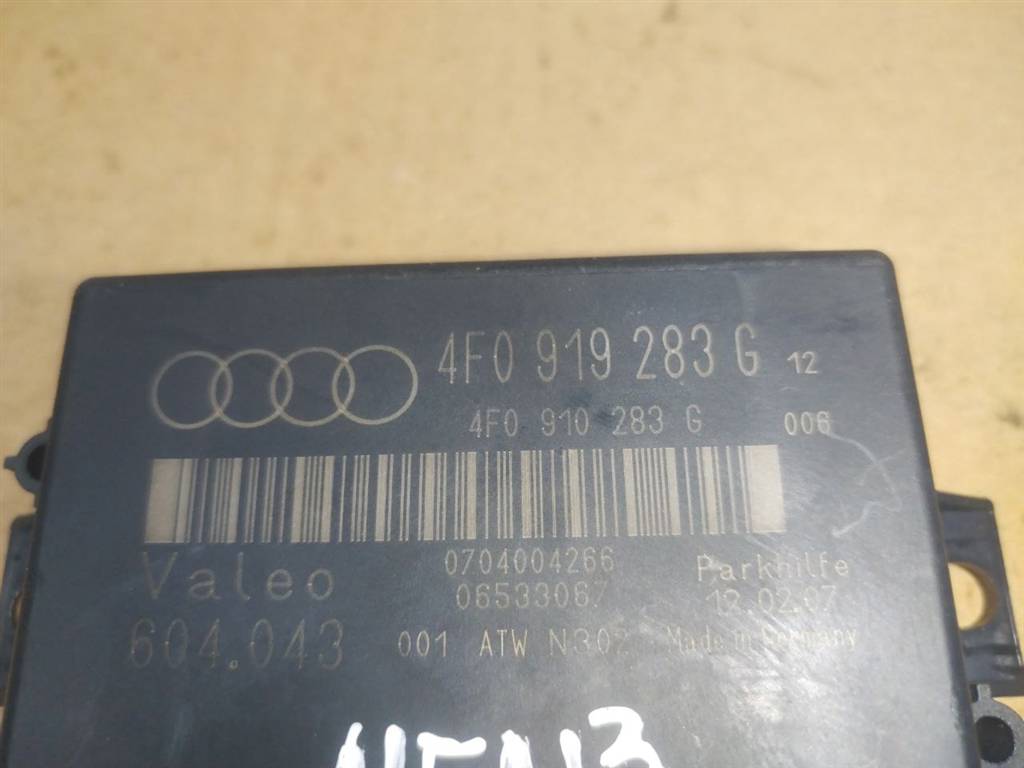 4F0 919 283 G 12
4F0 910 283 G 006
Valeo 0704004266 Parkhilfe
06533067 12.02.07
604.043 001 ATW N302 Made in Germany